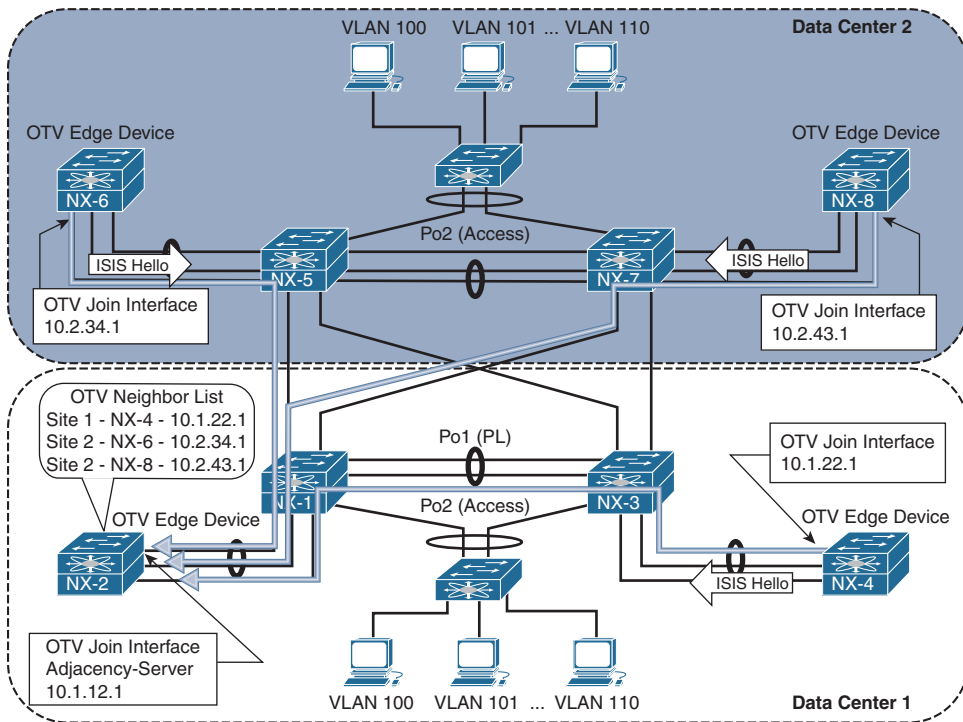 VLAN 100
VLAN 101 ... VLAN 110
Data Center 2
OTV Edge Device
OTV Edge Device
NX-6
NX-8
Po2 (Access)
ISIS Hello
NX-5
NX-7
ISIS Hello
OTV Join Interface
10.2.34.1
OTV Join Interface
10.2.43.1
OTV Neighbor List
Site 1 - NX-4 - 10.1.22.1
Site 2 - NX-6 - 10.2.34.1
Site 2 - NX-8 - 10.2.43.1
Po1 (PL)
OTV Join Interface
10.1.22.1
NX-1
NX-3
Po2 (Access)
OTV Edge Device
OTV Edge Device
NX-2
NX-4
ISIS Hello
OTV Join Interface
Adjacency-Server
10.1.12.1
VLAN 100
VLAN 101 ... VLAN 110
Data Center 1